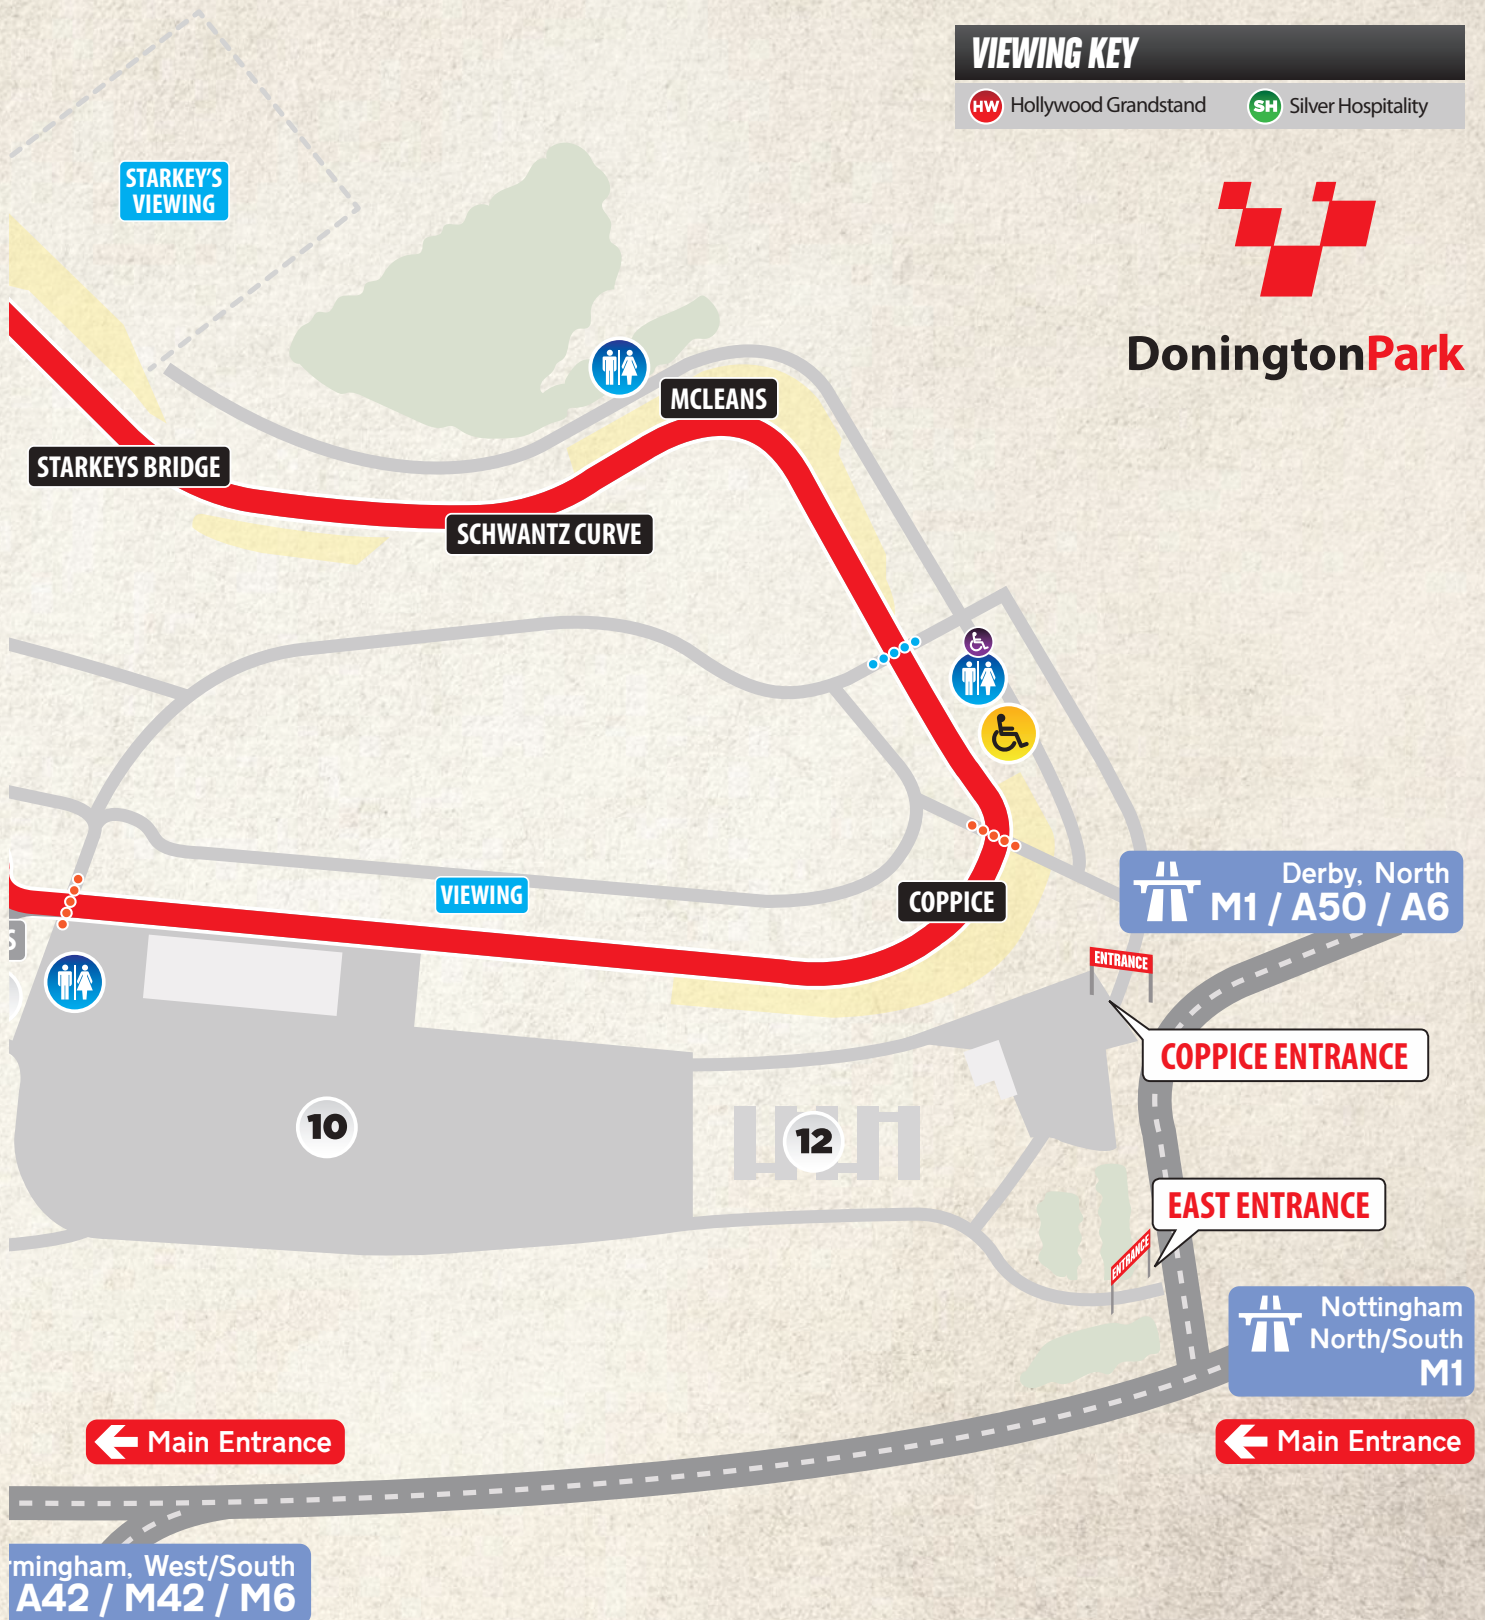 VIEWING KEY
HW Hollywood Grandstand
SH Silver Hospitality
STARKEY'S
VIEWING
DoningtonPark
MCLEANS
STARKEYS BRIDGE
SCHWANTZ CURVE
VIEWING
COPPICE
Derby, North
M1 / A50 / A6
S
ENTRANCE
COPPICE ENTRANCE
10
12
EAST ENTRANCE
ENTRANCE
Nottingham
North/South
M1
Main Entrance
Main Entrance
rmingham, West/South
A42 / M42 / M6